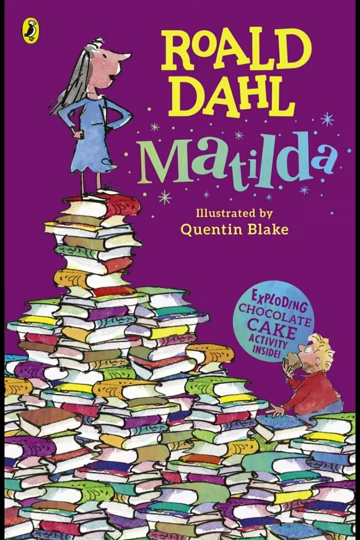 ROALD
DAHL
Matilda
Illustrated by
Quentin Blake
EXPLODING
CHOCOLATE
CAKE
ACTIVITY
INSIDE!